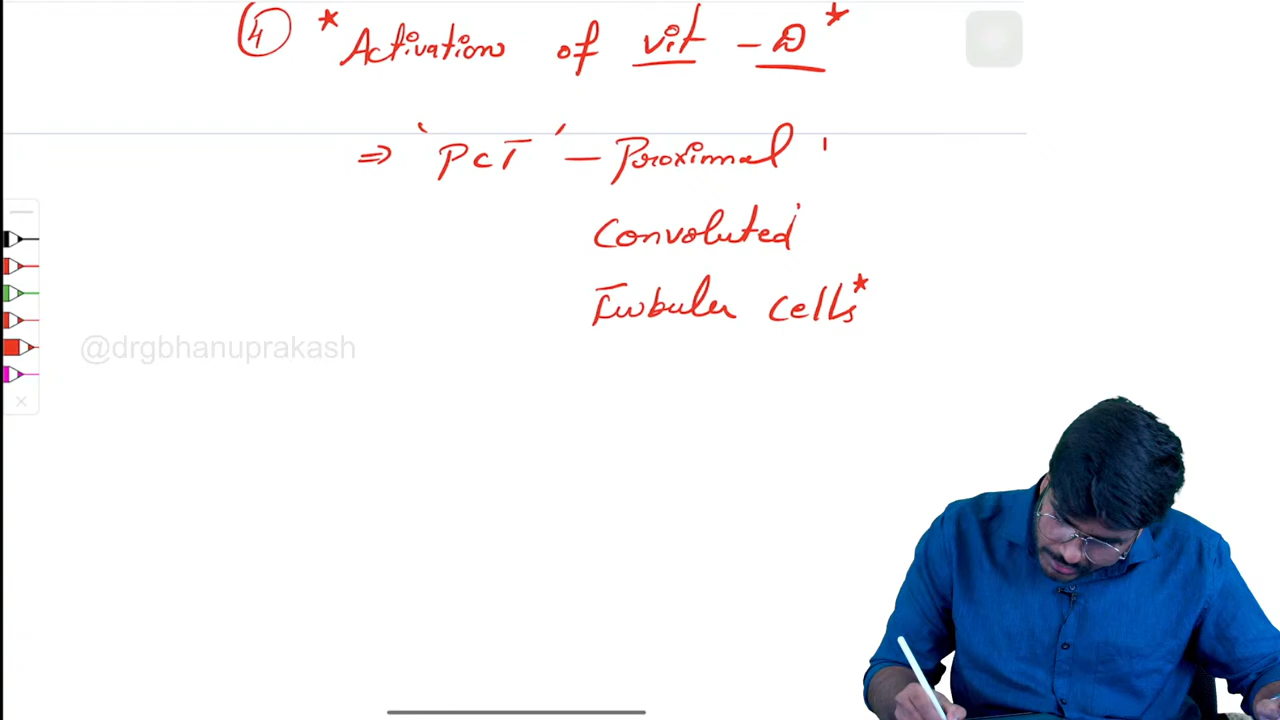 ④ *Activation of vit - D*
⇒ 'PCT' - Proximal '
Convoluted
Tubular cells*
@drgbhanuprakash